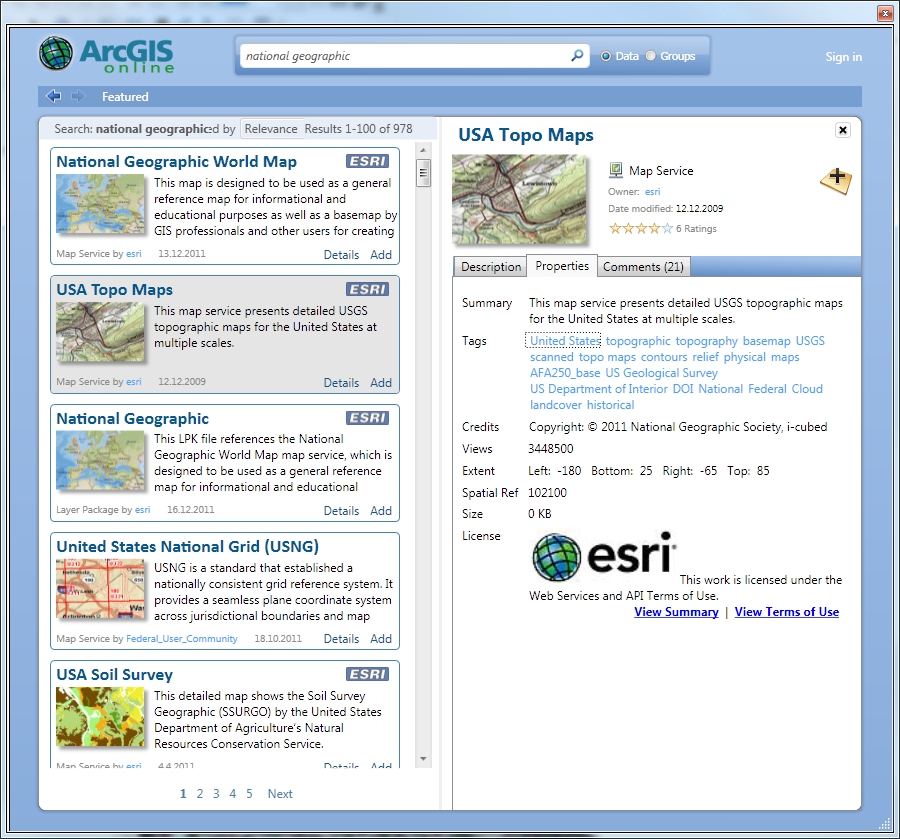 ArcGIS
online
national geographic
Data
Groups
Sign in
Featured
Search: national geographic
ed by
Relevance
Results 1-100 of 978
National Geographic World Map
ESRI
This map is designed to be used as a general
reference map for informational and
educational purposes as well as a basemap by
GIS professionals and other users for creating
Map Service by esri
13.12.2011
Details
Add
USA Topo Maps
ESRI
This map service presents detailed USGS
topographic maps for the United States at
multiple scales.
Map Service by esri
12.12.2009
Details
Add
National Geographic
ESRI
This LPK file references the National
Geographic World Map map service, which is
designed to be used as a general reference
map for informational and educational
Layer Package by esri
16.12.2011
Details
Add
United States National Grid (USNG)
USNG is a standard that established a
nationally consistent grid reference system. It
provides a seamless plane coordinate system
across jurisdictional boundaries and map
Map Service by Federal_User_Community
18.10.2011
Details
Add
USA Soil Survey
ESRI
This detailed map shows the Soil Survey
Geographic (SSURGO) by the United States
Department of Agriculture's Natural
Resources Conservation Service.
Map Service by esri
4.4.2011
Details
Add
1 2 3 4 5 Next
USA Topo Maps
Map Service
Owner: esri
Date modified: 12.12.2009
6 Ratings
Description
Properties
Comments (21)
Summary
This map service presents detailed USGS topographic maps
for the United States at multiple scales.
Tags
United States topographic topography basemap USGS
scanned topo maps contours relief physical maps
AFA250_base US Geological Survey
US Department of Interior DOI National Federal Cloud
landcover historical
Credits
Copyright: © 2011 National Geographic Society, i-cubed
Views
3448500
Extent
Left: -180 Bottom: 25 Right: -65 Top: 85
Spatial Ref
102100
Size
0 KB
License
esri
This work is licensed under the
Web Services and API Terms of Use.
View Summary | View Terms of Use